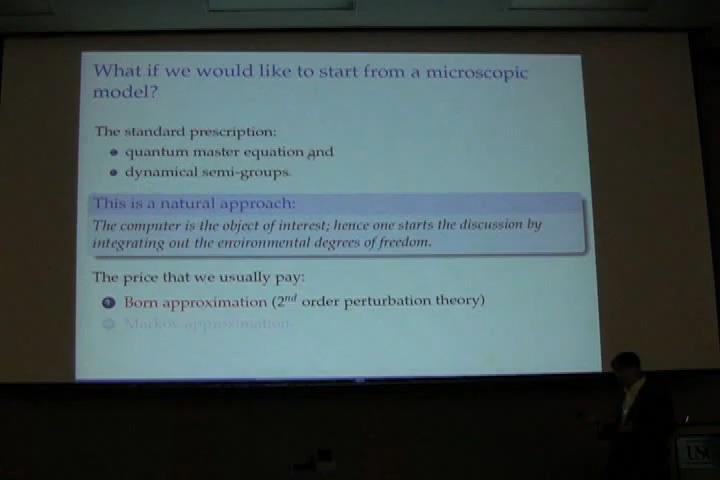 What if we would like to start from a microscopic
model?
The standard prescription:
quantum master equation and
dynamical semi-groups.
This is a natural approach:
The computer is the object of interest; hence one starts the discussion by
integrating out the environmental degrees of freedom.
The price that we usually pay:
Born approximation (2nd order perturbation theory)
Markov approximation.